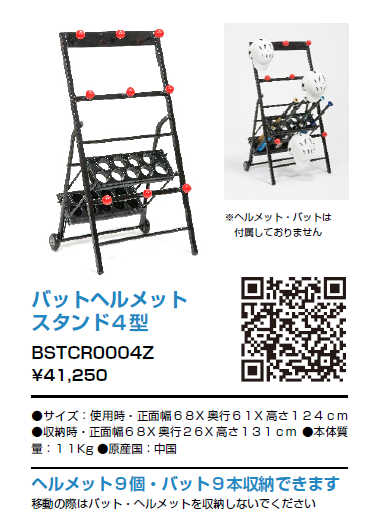 ※ヘルメット・バットは
付属しておりません
バットヘルメット
スタンド４型
BSTCR0004Z
¥41,250
●サイズ：使用時・正面幅６８Ｘ奥行６１Ｘ高さ１２４ｃｍ
●収納時・正面幅６８Ｘ奥行２６Ｘ高さ１３１ｃｍ ●本体質
量：１１Kg ●原産国：中国
ヘルメット９個・バット９本収納できます
移動の際はバット・ヘルメットを収納しないでください